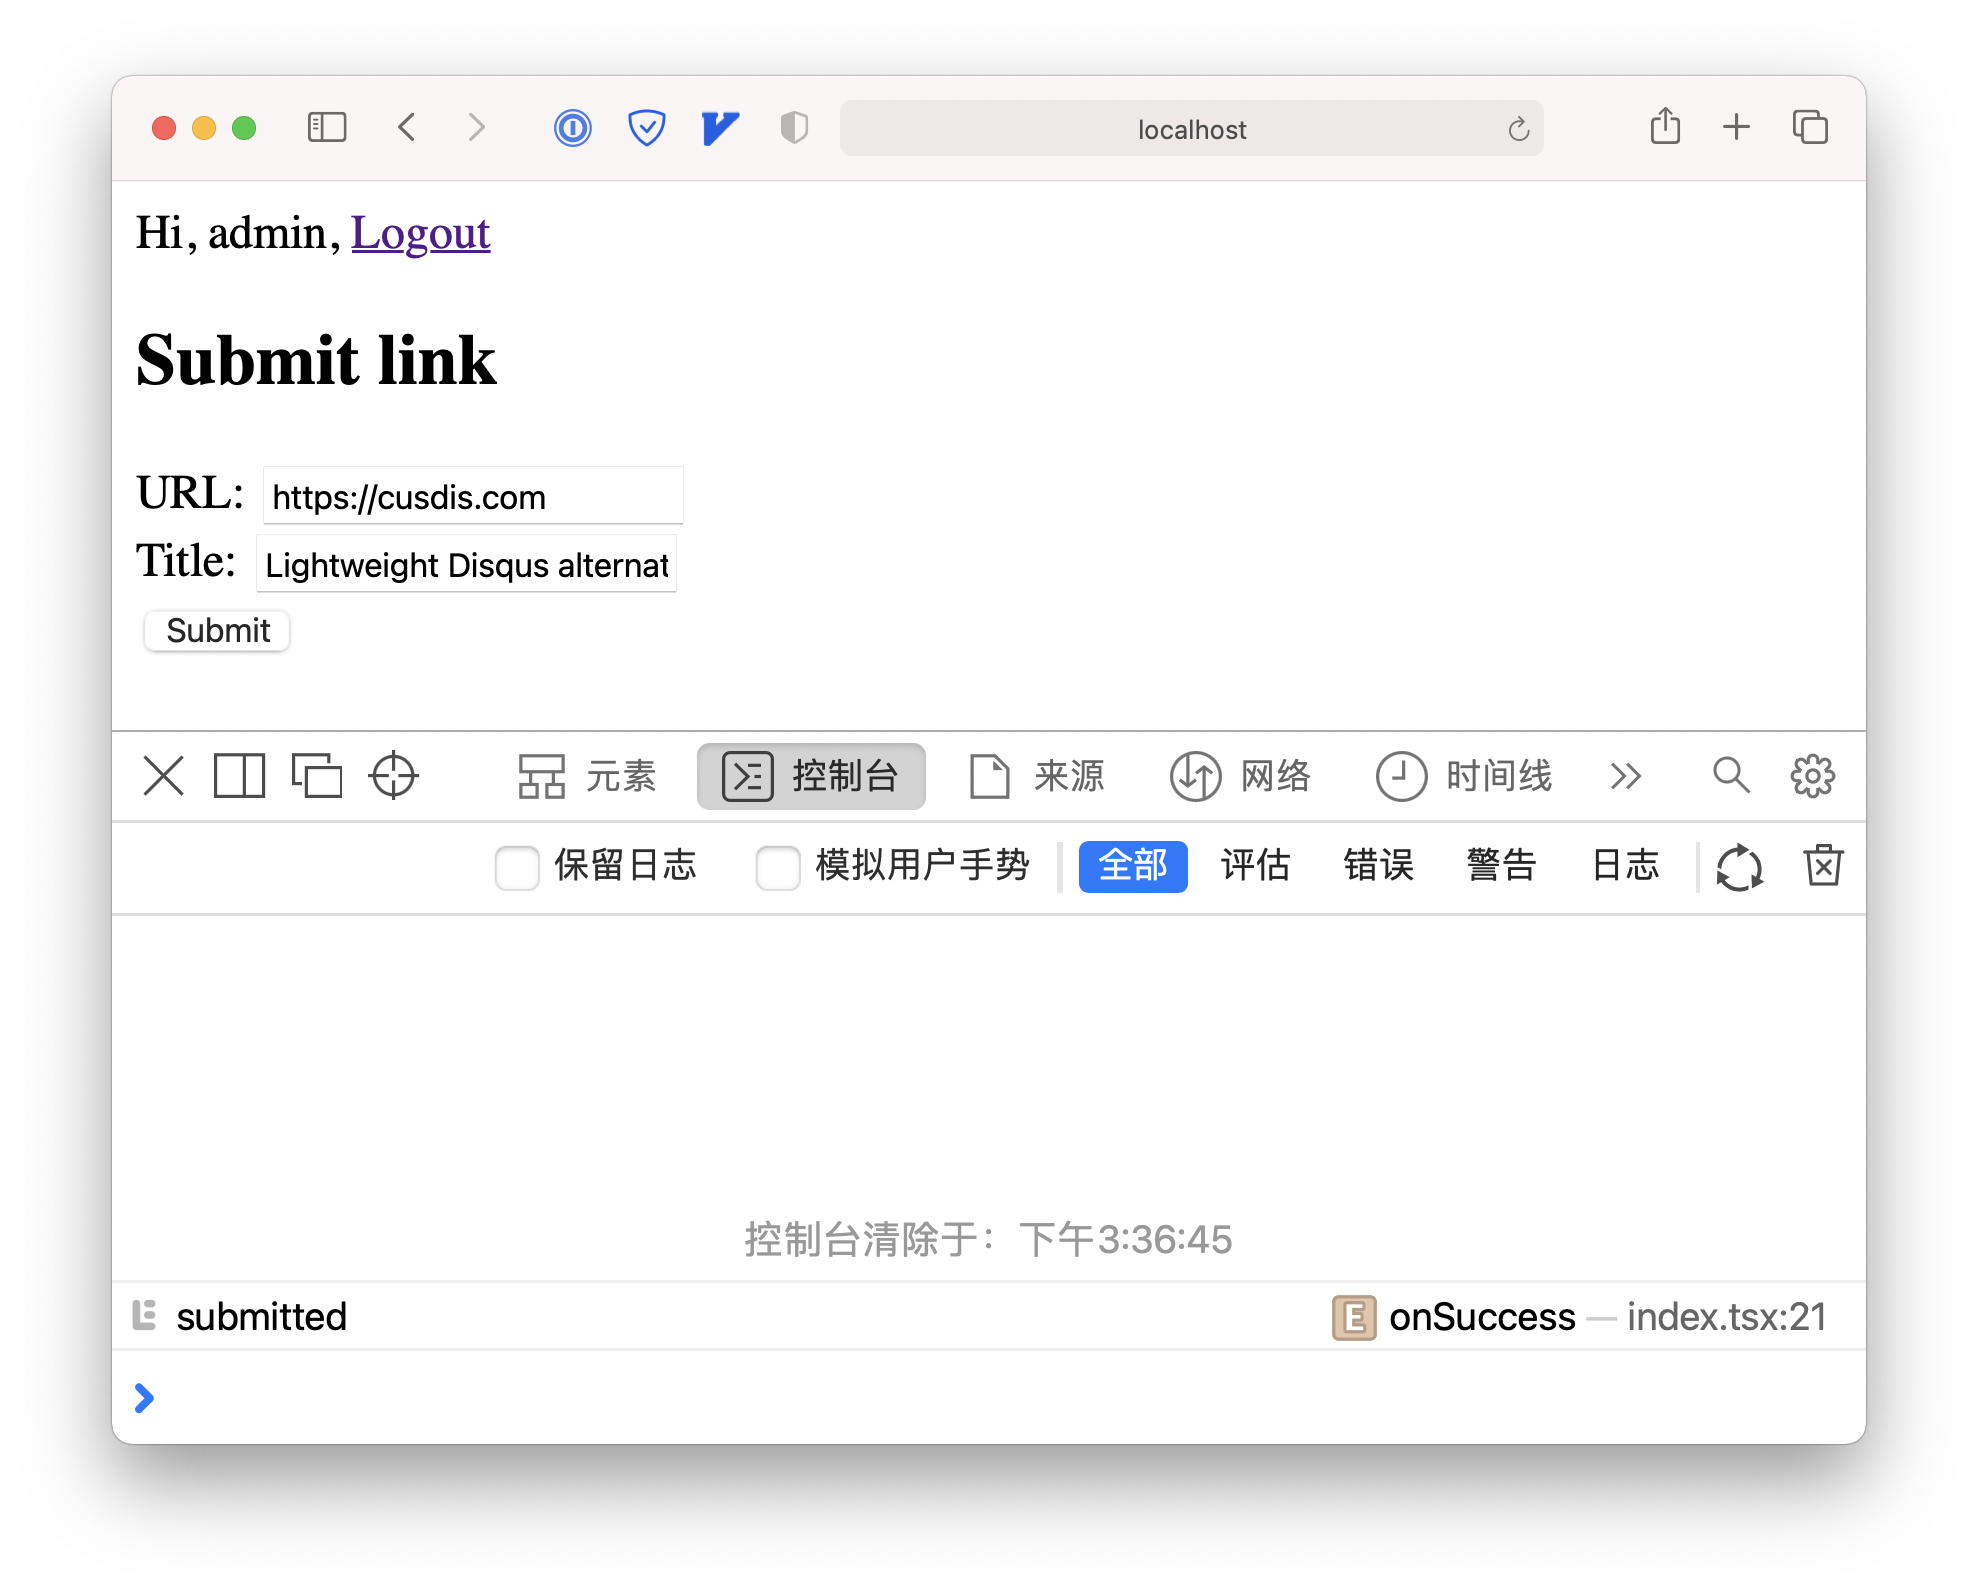 localhost
Hi, admin, Logout
Submit link
URL: https://cusdis.com
Title: Lightweight Disqus alternat
Submit
元素 控制台 来源 网络 时间线
保留日志 模拟用户手势 全部 评估 错误 警告 日志
控制台清除于：下午3:36:45
submitted E onSuccess — index.tsx:21